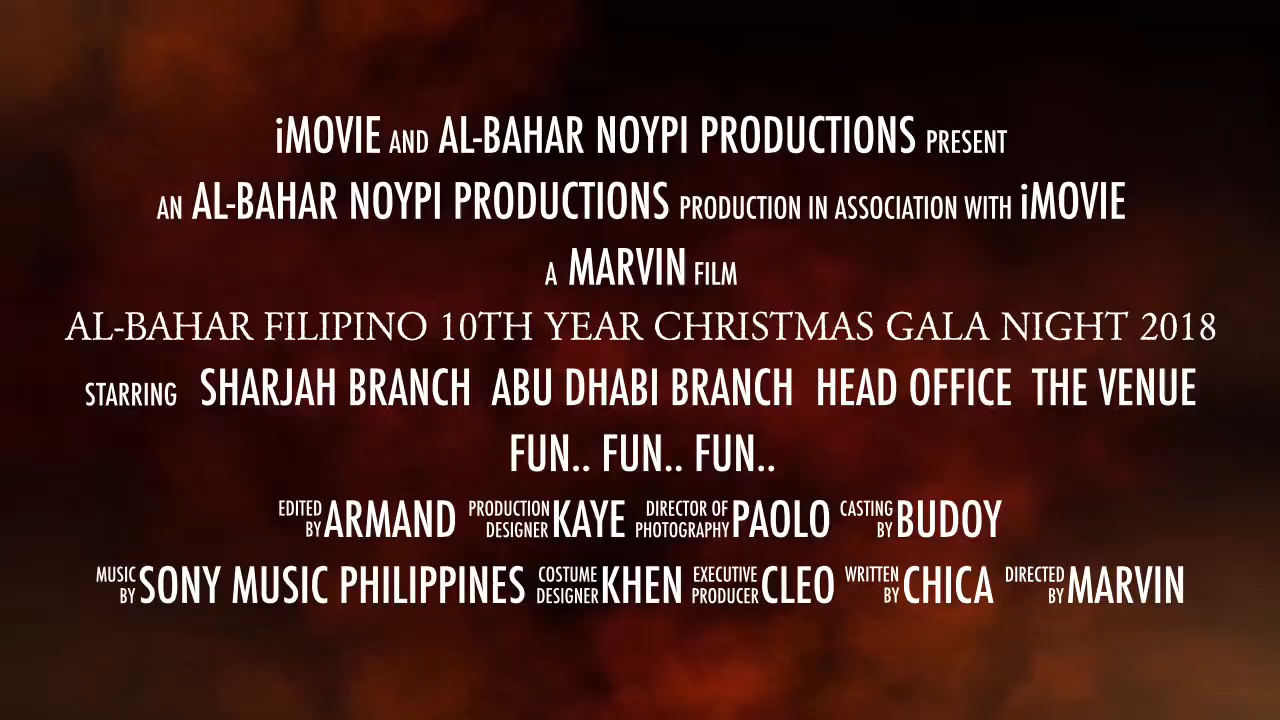 iMOVIE AND AL-BAHAR NOYPI PRODUCTIONS PRESENT
AN AL-BAHAR NOYPI PRODUCTIONS PRODUCTION IN ASSOCIATION WITH iMOVIE
A MARVIN FILM
AL-BAHAR FILIPINO 10TH YEAR CHRISTMAS GALA NIGHT 2018
STARRING SHARJAH BRANCH ABU DHABI BRANCH HEAD OFFICE THE VENUE
FUN.. FUN.. FUN..
EDITED BY ARMAND PRODUCTION DESIGNER KAYE DIRECTOR OF PHOTOGRAPHY PAOLO CASTING BY BUDOY
MUSIC BY SONY MUSIC PHILIPPINES COSTUME DESIGNER KHEN EXECUTIVE PRODUCER CLEO WRITTEN BY CHICA DIRECTED BY MARVIN